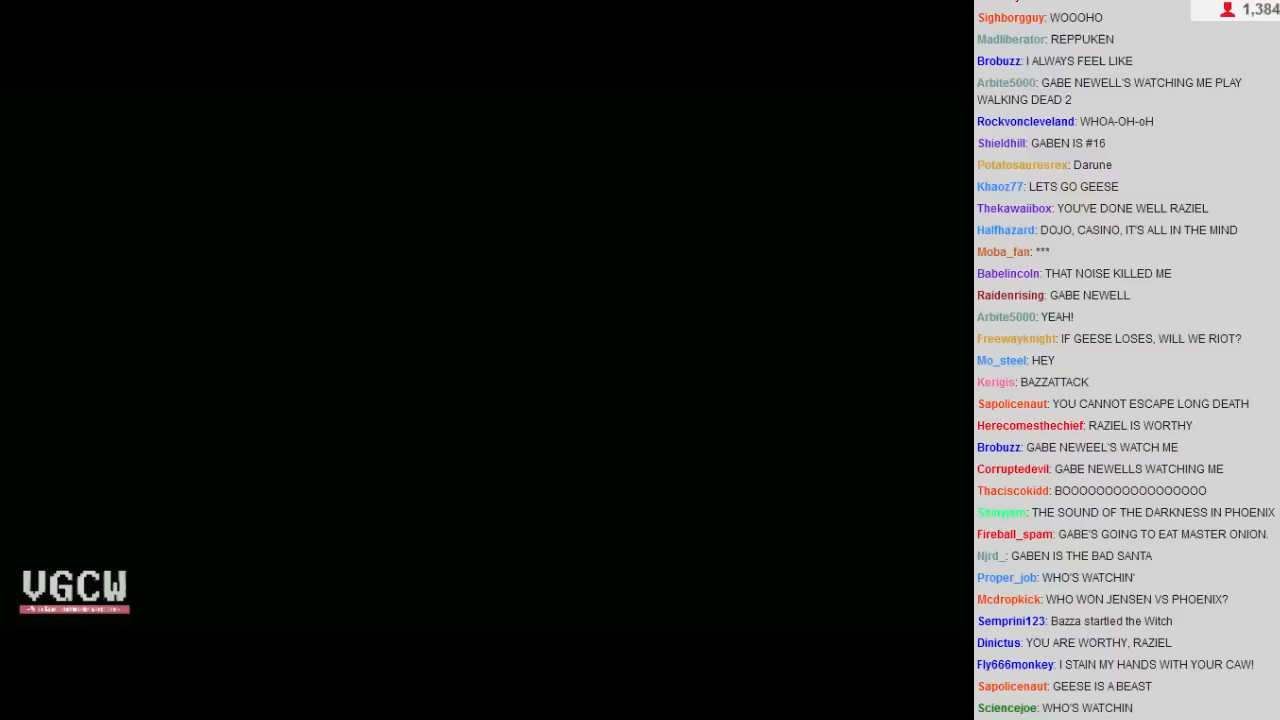 1,384
Sighborgguy: WOOOHO
Madliberator: REPPUKEN
Brobuzz: I ALWAYS FEEL LIKE
Arbite5000: GABE NEWELL'S WATCHING ME PLAY
WALKING DEAD 2
Rockvoncleveland: WHOA-OH-oH
Shieldhill: GABEN IS #16
Potatosaurusrex: Darune
Khaoz77: LETS GO GEESE
Thekawaiibox: YOU'VE DONE WELL RAZIEL
Halfhazard: DOJO, CASINO, IT'S ALL IN THE MIND
Moba_fan: ***
Babelincoln: THAT NOISE KILLED ME
Raidenrising: GABE NEWELL
Arbite5000: YEAH!
Freewayknight: IF GEESE LOSES, WILL WE RIOT?
Mo_steel: HEY
Kerigis: BAZZATTACK
Sapolicenaut: YOU CANNOT ESCAPE LONG DEATH
Herecomesthechief: RAZIEL IS WORTHY
Brobuzz: GABE NEWEEL'S WATCH ME
Corruptedevil: GABE NEWELLS WATCHING ME
Thaciscokidd: BOOOOOOOOOOOOOOOOO
Shinyjam: THE SOUND OF THE DARKNESS IN PHOENIX
Fireball_spam: GABE'S GOING TO EAT MASTER ONION.
Njrd_: GABEN IS THE BAD SANTA
Proper_job: WHO'S WATCHIN'
Mcdropkick: WHO WON JENSEN VS PHOENIX?
Semprini123: Bazza startled the Witch
Dinictus: YOU ARE WORTHY, RAZIEL
Fly666monkey: I STAIN MY HANDS WITH YOUR CAW!
Sapolicenaut: GEESE IS A BEAST
Sciencejoe: WHO'S WATCHIN
VGCW